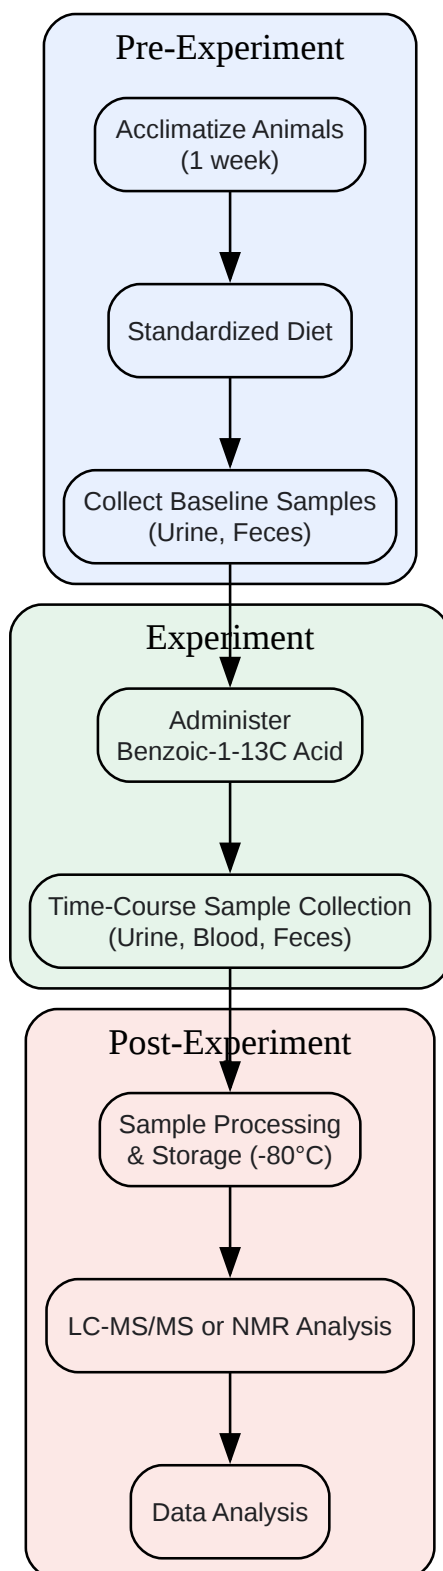 Pre-Experiment
Acclimatize Animals
(1 week)
Standardized Diet
Collect Baseline Samples
(Urine, Feces)
Experiment
Administer
Benzoic-1-13C Acid
Time-Course Sample Collection
(Urine, Blood, Feces)
Post-Experiment
Sample Processing
& Storage (-80°C)
LC-MS/MS or NMR Analysis
Data Analysis